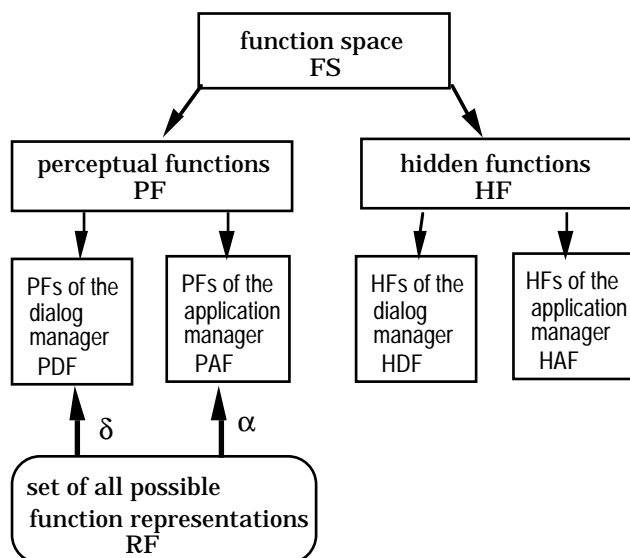 function space
FS
perceptual functions
PF
hidden functions
HF
PFs of the
dialog
manager
PDF
PFs of the
application
manager
PAF
HFs of the
dialog
manager
HDF
HFs of the
application
manager
HAF
δ
α
set of all possible
function representations
RF